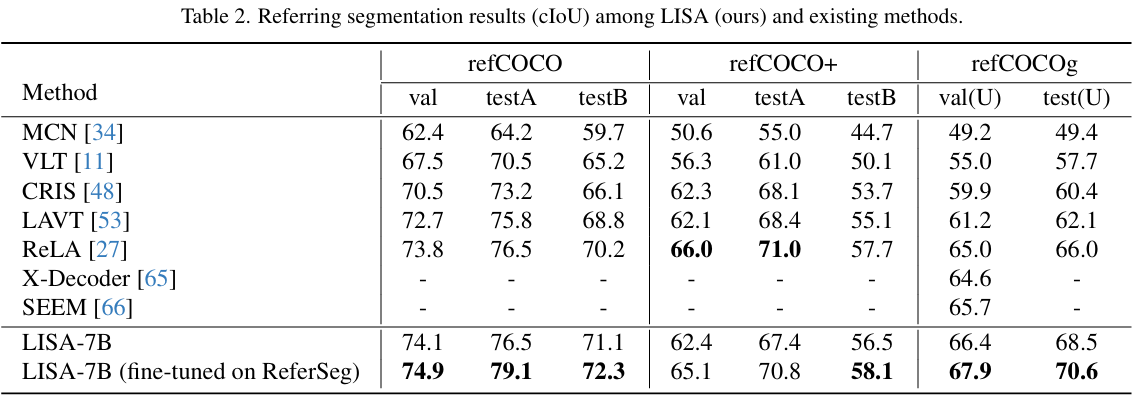 Table 2. Referring segmentation results (cIoU) among LISA (ours) and existing methods.
Method refCOCO refCOCO+ refCOCOg
val testA testB val testA testB val(U) test(U)
MCN [34] 62.4 64.2 59.7 50.6 55.0 44.7 49.2 49.4
VLT [11] 67.5 70.5 65.2 56.3 61.0 50.1 55.0 57.7
CRIS [48] 70.5 73.2 66.1 62.3 68.1 53.7 59.9 60.4
LAVT [53] 72.7 75.8 68.8 62.1 68.4 55.1 61.2 62.1
ReLA [27] 73.8 76.5 70.2 66.0 71.0 57.7 65.0 66.0
X-Decoder [65] - - - - - - 64.6 -
SEEM [66] - - - - - - 65.7 -
LISA-7B 74.1 76.5 71.1 62.4 67.4 56.5 66.4 68.5
LISA-7B (fine-tuned on ReferSeg) 74.9 79.1 72.3 65.1 70.8 58.1 67.9 70.6